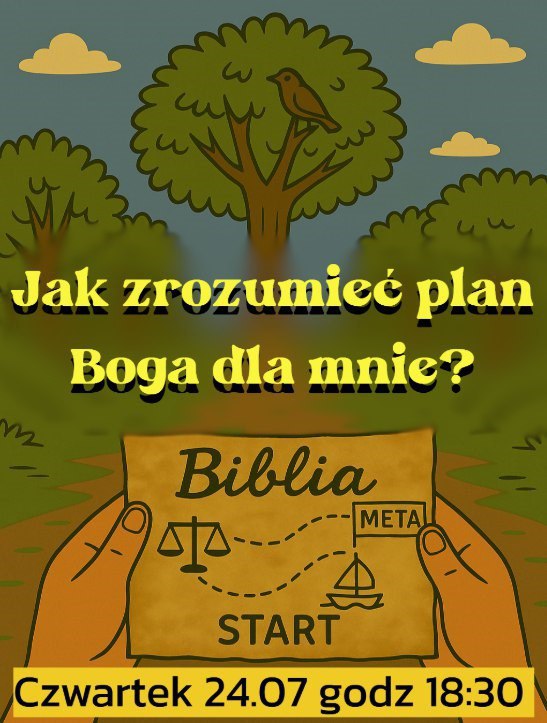 Jak zrozumieć plan
Boga dla mnie?
Biblia
META
START
Czwartek 24.07 godz 18:30